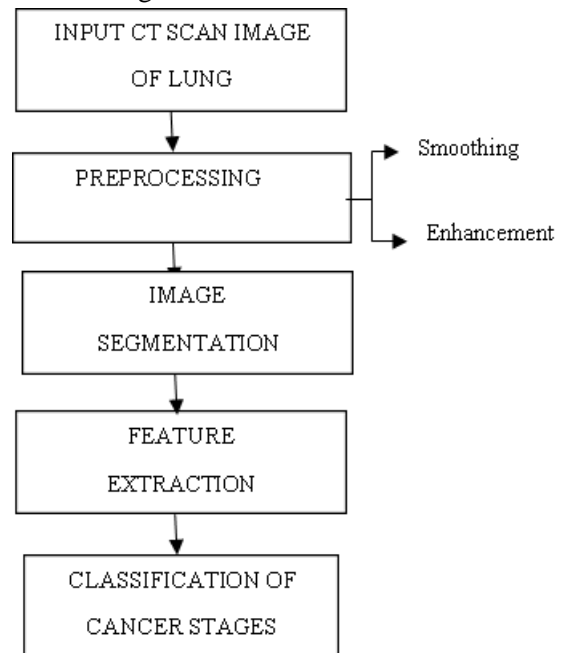 INPUT CT SCAN IMAGE
OF LUNG
PREPROCESSING
Smoothing
Enhancement
IMAGE
SEGMENTATION
FEATURE
EXTRACTION
CLASSIFICATION OF
CANCER STAGES